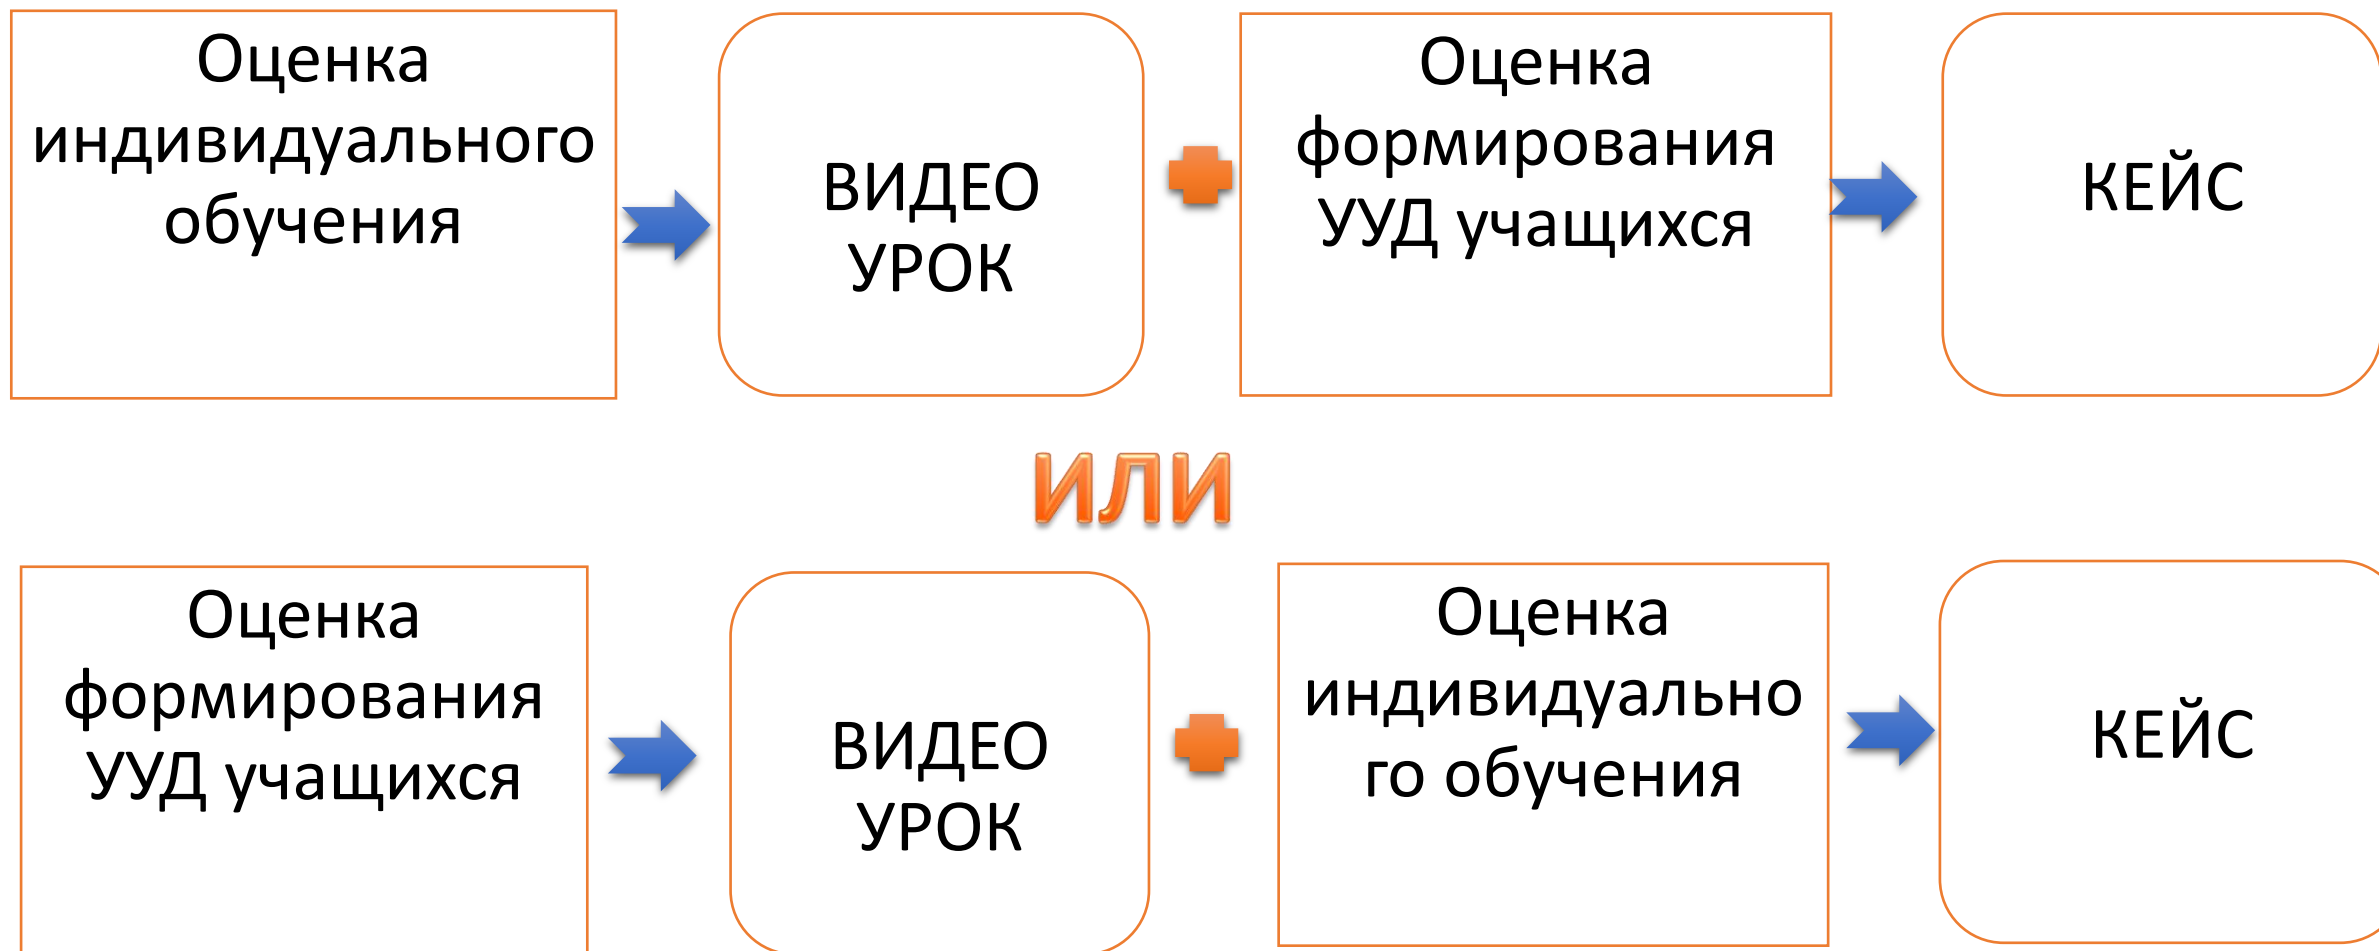 Оценка
индивидуального
обучения
ВИДЕО
УРОК
Оценка
формирования
УУД учащихся
КЕЙС
ИЛИ
Оценка
формирования
УУД учащихся
ВИДЕО
УРОК
Оценка
индивидуально
го обучения
КЕЙС